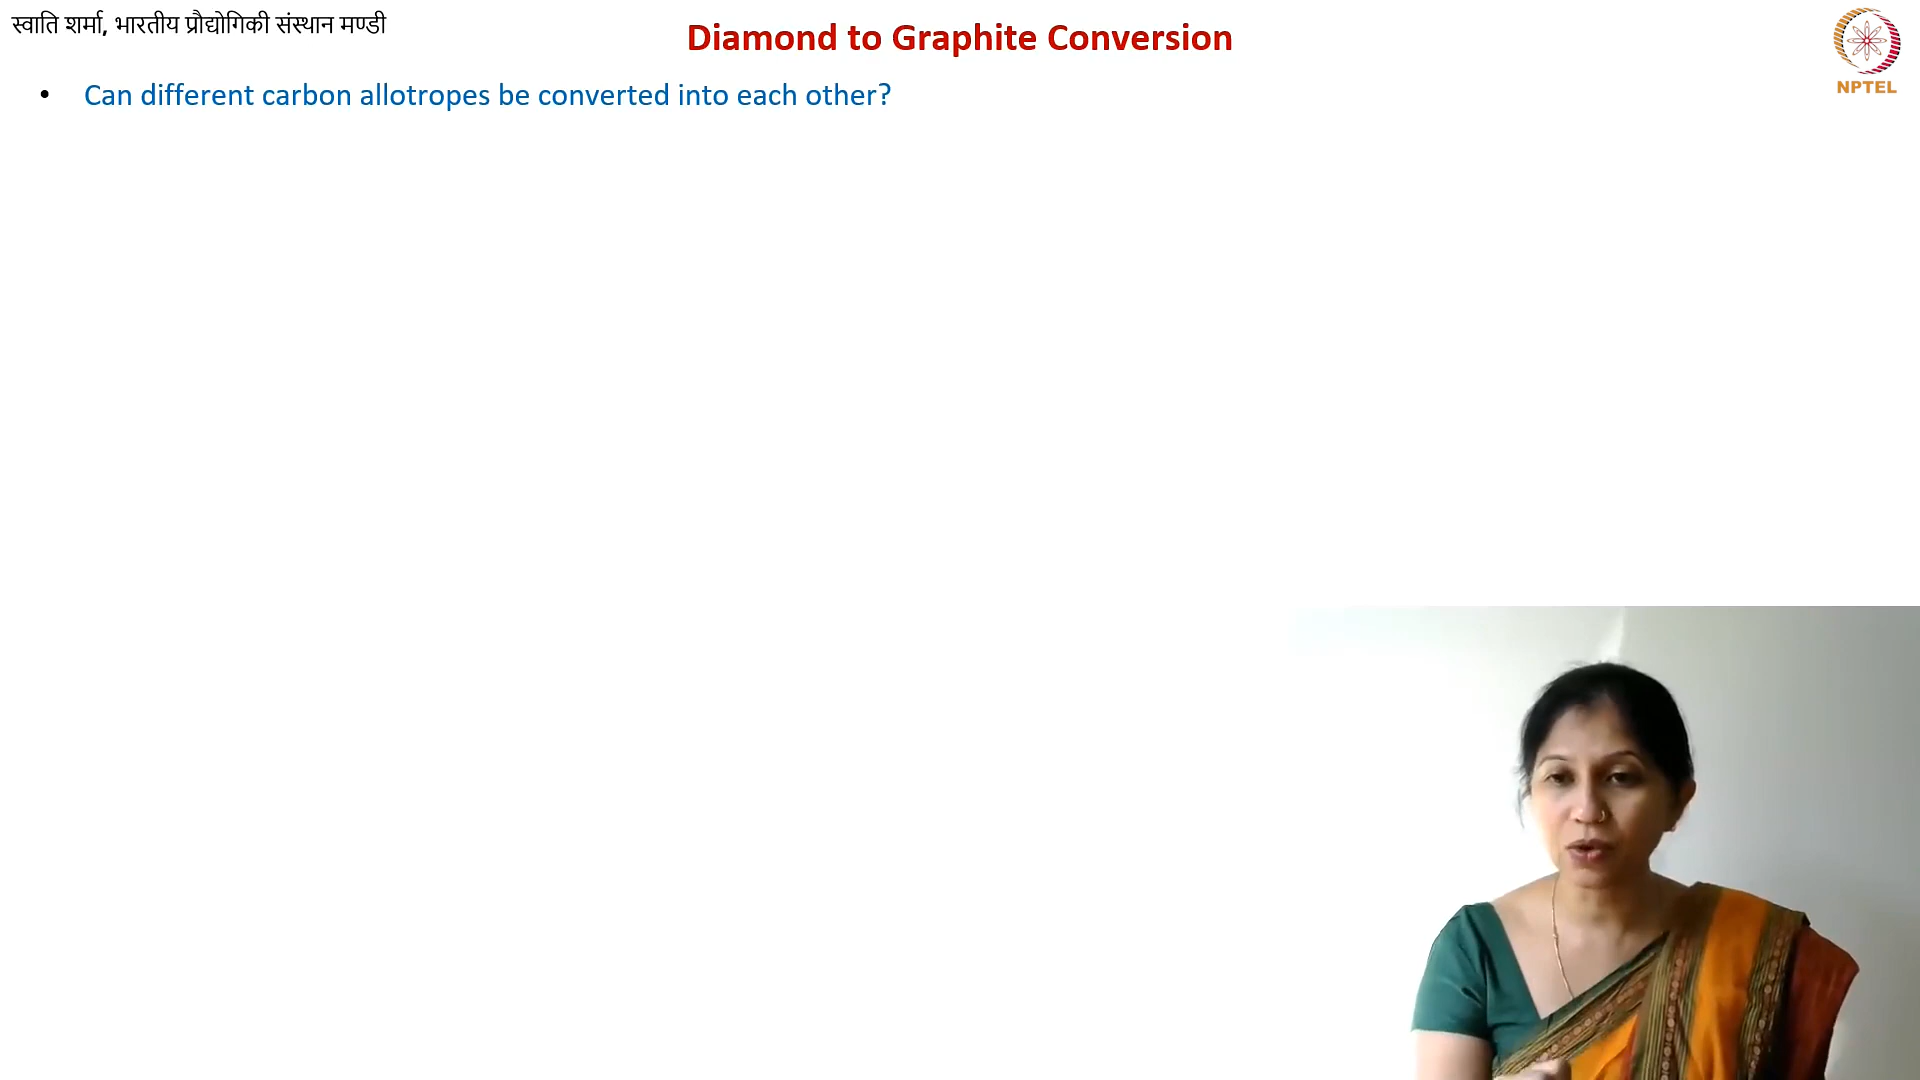 स्वाति शर्मा, भारतीय प्रौद्योगिकी संस्थान मण्डी
Diamond to Graphite Conversion
NPTEL
• Can different carbon allotropes be converted into each other?